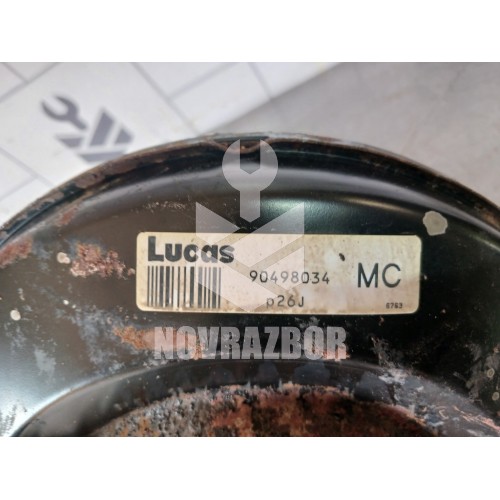 Lucas
90498034 MC
p26J 6763
NOVRAZBOR